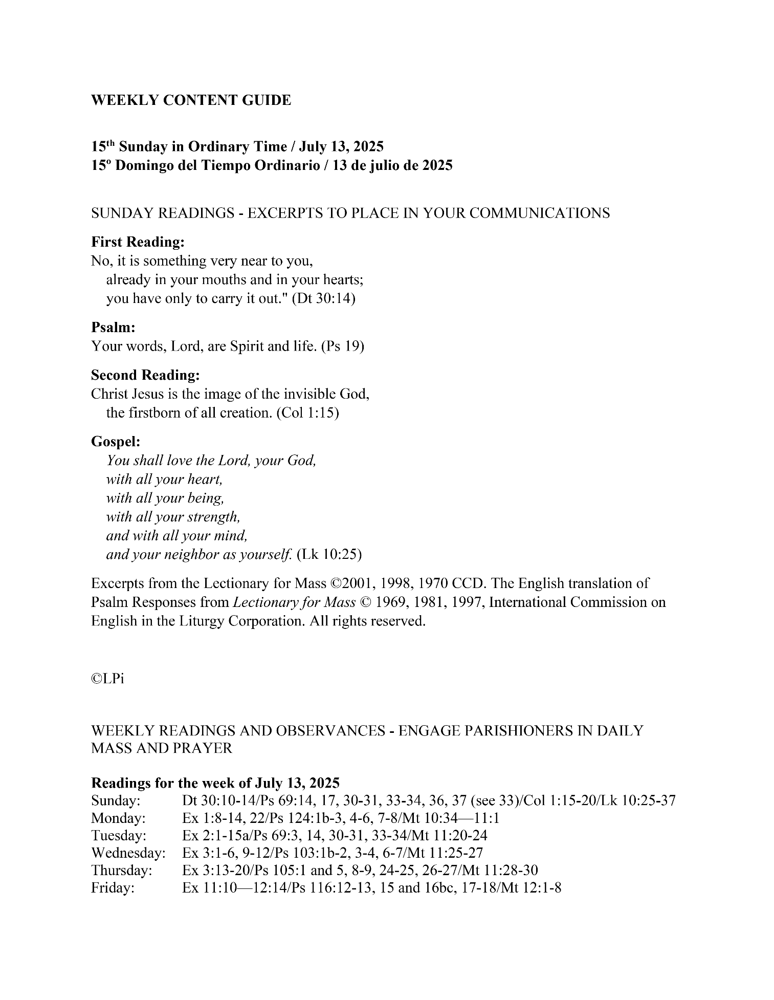 WEEKLY CONTENT GUIDE
15th Sunday in Ordinary Time / July 13, 2025
15º Domingo del Tiempo Ordinario / 13 de julio de 2025
SUNDAY READINGS - EXCERPTS TO PLACE IN YOUR COMMUNICATIONS
First Reading:
No, it is something very near to you,
already in your mouths and in your hearts;
you have only to carry it out." (Dt 30:14)
Psalm:
Your words, Lord, are Spirit and life. (Ps 19)
Second Reading:
Christ Jesus is the image of the invisible God,
the firstborn of all creation. (Col 1:15)
Gospel:
You shall love the Lord, your God,
with all your heart,
with all your being,
with all your strength,
and with all your mind,
and your neighbor as yourself. (Lk 10:25)
Excerpts from the Lectionary for Mass ©2001, 1998, 1970 CCD. The English translation of
Psalm Responses from Lectionary for Mass © 1969, 1981, 1997, International Commission on
English in the Liturgy Corporation. All rights reserved.
©LPi
WEEKLY READINGS AND OBSERVANCES - ENGAGE PARISHIONERS IN DAILY
MASS AND PRAYER
Readings for the week of July 13, 2025
Sunday: Dt 30:10-14/Ps 69:14, 17, 30-31, 33-34, 36, 37 (see 33)/Col 1:15-20/Lk 10:25-37
Monday: Ex 1:8-14, 22/Ps 124:1b-3, 4-6, 7-8/Mt 10:34—11:1
Tuesday: Ex 2:1-15a/Ps 69:3, 14, 30-31, 33-34/Mt 11:20-24
Wednesday: Ex 3:1-6, 9-12/Ps 103:1b-2, 3-4, 6-7/Mt 11:25-27
Thursday: Ex 3:13-20/Ps 105:1 and 5, 8-9, 24-25, 26-27/Mt 11:28-30
Friday: Ex 11:10—12:14/Ps 116:12-13, 15 and 16bc, 17-18/Mt 12:1-8